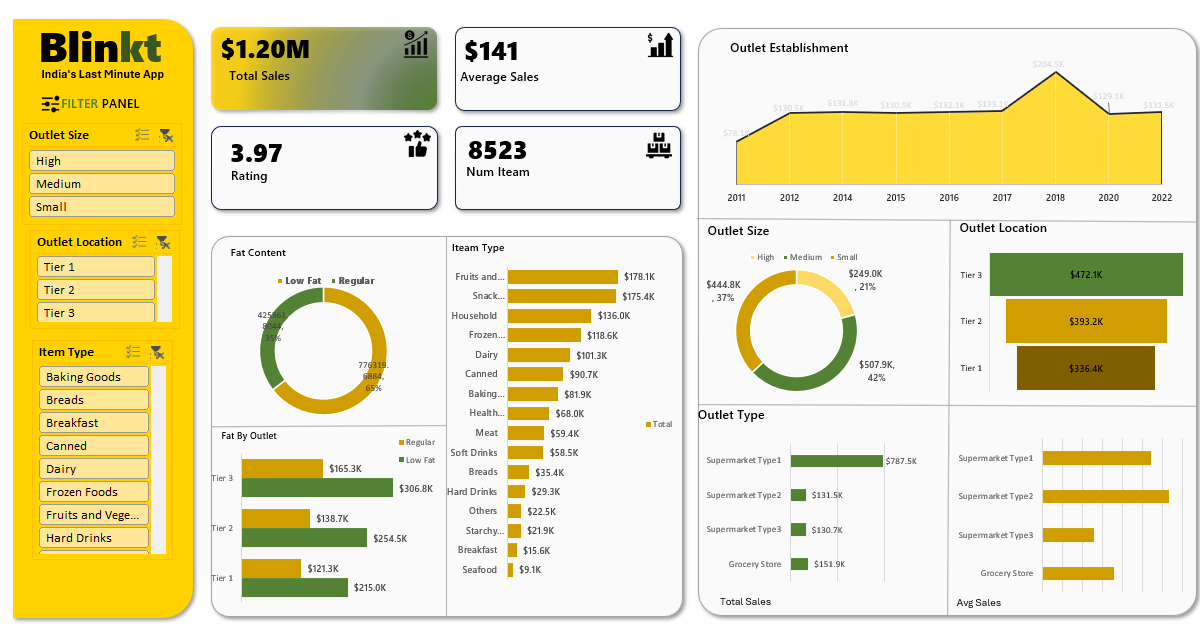 Blinkt
India's Last Minute App
FILTER PANEL
Outlet Size
High
Medium
Small
Outlet Location
Tier 1
Tier 2
Tier 3
Item Type
Baking Goods
Breads
Breakfast
Canned
Dairy
Frozen Foods
Fruits and Vege...
Hard Drinks
$1.20M
Total Sales
$141
Average Sales
3.97
Rating
8523
Num Iteam
Fat Content
Low Fat Regular
425361.
8044,
35%
776319.
6884,
65%
Fat By Outlet
Regular
Low Fat
Tier 3
$165.3K
$306.8K
Tier 2
$138.7K
$254.5K
Tier 1
$121.3K
$215.0K
Iteam Type
Fruits and... $178.1K
Snack... $175.4K
Household $136.0K
Frozen... $118.6K
Dairy $101.3K
Canned $90.7K
Baking... $81.9K
Health... $68.0K
Meat $59.4K
Soft Drinks $58.5K
Breads $35.4K
Hard Drinks $29.3K
Others $22.5K
Starchy... $21.9K
Breakfast $15.6K
Seafood $9.1K
Total
Outlet Establishment
$78.1K $130.5K $131.8K $130.9K $132.1K $133.1K $204.5K $129.1K $131.5K
2011 2012 2014 2015 2016 2017 2018 2020 2022
Outlet Size
High Medium Small
$249.0K
, 21%
$444.8K
, 37%
$507.9K,
42%
Outlet Location
Tier 3 $472.1K
Tier 2 $393.2K
Tier 1 $336.4K
Outlet Type
Supermarket Type1 $787.5K
Supermarket Type2 $131.5K
Supermarket Type3 $130.7K
Grocery Store $151.9K
Total Sales
Supermarket Type1
Supermarket Type2
Supermarket Type3
Grocery Store
Avg Sales